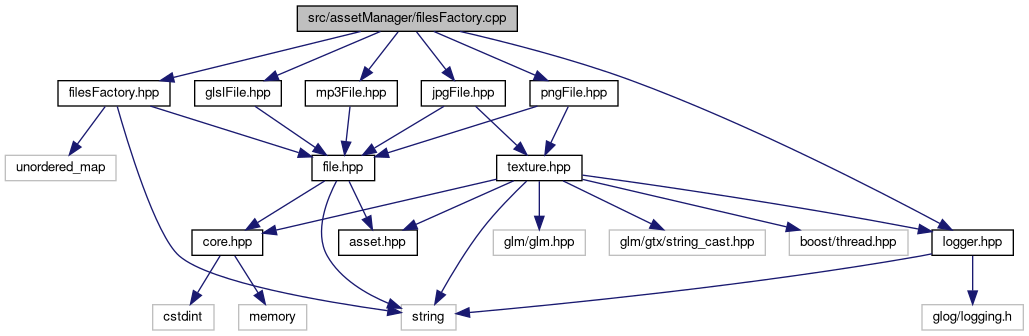 src/assetManager/filesFactory.cpp
filesFactory.hpp
glslFile.hpp
mp3File.hpp
jpgFile.hpp
pngFile.hpp
unordered_map
file.hpp
texture.hpp
core.hpp
asset.hpp
glm/glm.hpp
glm/gtx/string_cast.hpp
boost/thread.hpp
logger.hpp
cstdint
memory
string
glog/logging.h